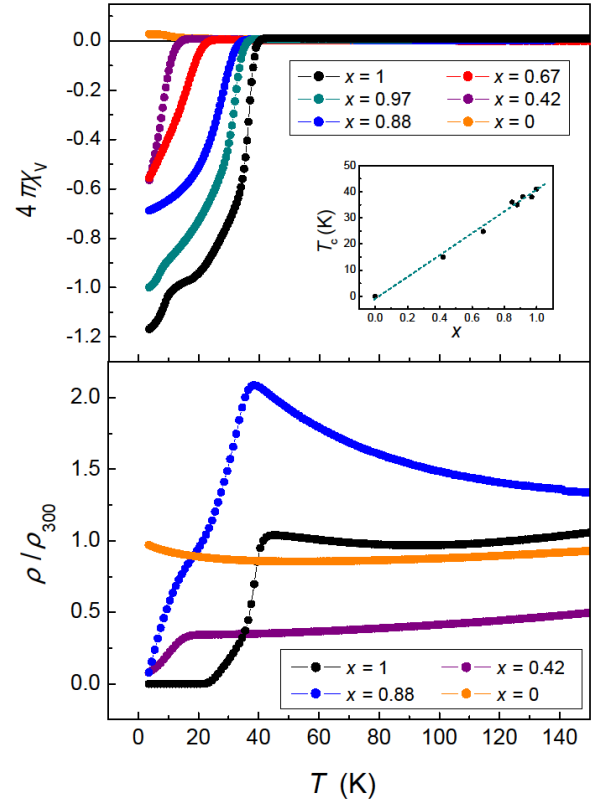 0.0
-0.2
-0.4
-0.6
-0.8
-1.0
-1.2
4 πχV
x = 1
x = 0.67
x = 0.97
x = 0.42
x = 0.88
x = 0
50
40
30
20
10
0
Tc (K)
0.0 0.2 0.4 0.6 0.8 1.0
x
2.0
1.5
1.0
0.5
0.0
ρ / ρ300
x = 1
x = 0.42
x = 0.88
x = 0
0 20 40 60 80 100 120 140
T (K)